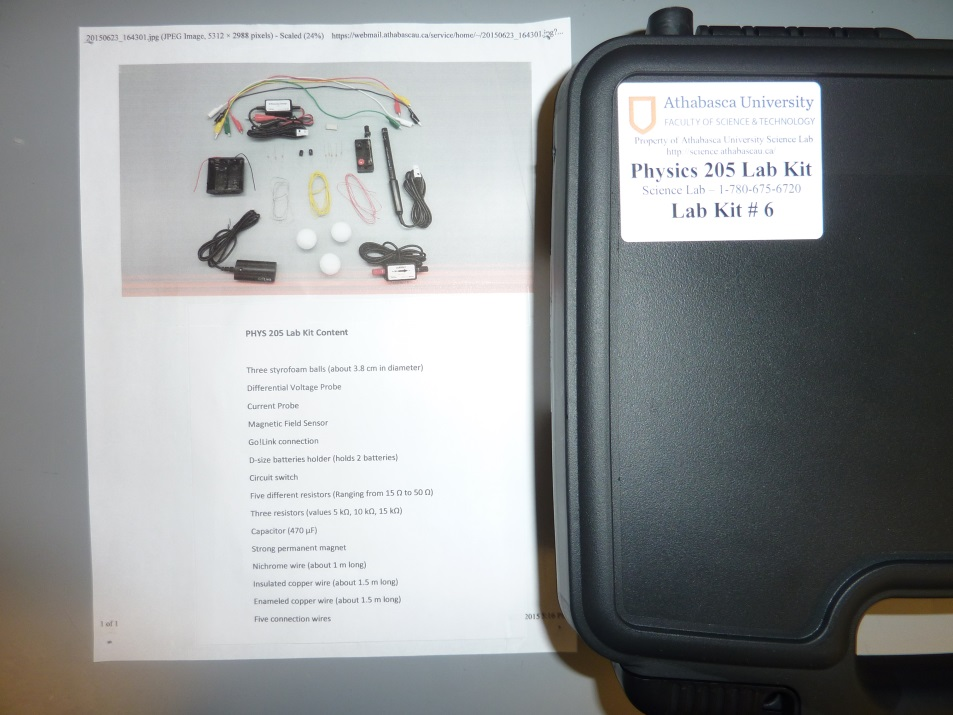 20150623_164301.jpg (JPEG Image, 5312 × 2988 pixels) - Scaled (24%) https://webmail.athabascau.ca/service/home/~/20150623_164301.jpg?...
PHYS 205 Lab Kit Content
Three styrofoam balls (about 3.8 cm in diameter)
Differential Voltage Probe
Current Probe
Magnetic Field Sensor
Go!Link connection
D-size batteries holder (holds 2 batteries)
Circuit switch
Five different resistors (Ranging from 15 Ω to 50 Ω)
Three resistors (values 5 kΩ, 10 kΩ, 15 kΩ)
Capacitor (470 µF)
Strong permanent magnet
Nichrome wire (about 1 m long)
Insulated copper wire (about 1.5 m long)
Enameled copper wire (about 1.5 m long)
Five connection wires
1 of 1
Athabasca University
FACULTY OF SCIENCE & TECHNOLOGY
Property of Athabasca University Science Lab
http science.athabascau.ca
Physics 205 Lab Kit
Science Lab – 1-780-675-6720
Lab Kit # 6